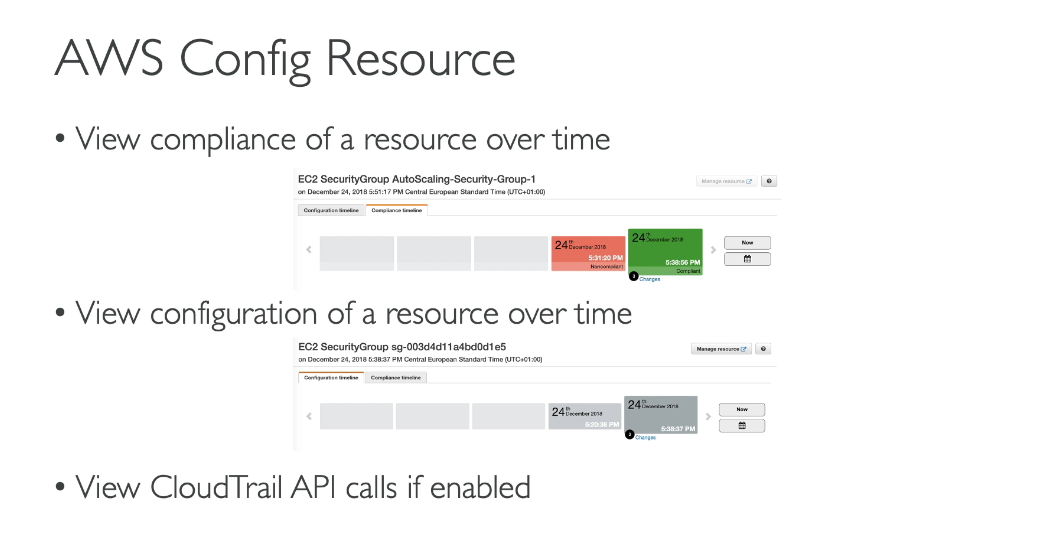 AWS Config Resource
• View compliance of a resource over time
EC2 SecurityGroup AutoScaling-Security-Group-1
Manage resource
on December 24, 2018 5:51:17 PM Central European Standard Time (UTC+01:00)
Configuration timeline
Compliance timeline
24th December 2018
5:31:20 PM
Noncompliant
24th December 2018
5:38:56 PM
Compliant
Changes
Now
• View configuration of a resource over time
EC2 SecurityGroup sg-003d4d11a4bd0d1e5
Manage resource
on December 24, 2018 5:38:37 PM Central European Standard Time (UTC+01:00)
Configuration timeline
Compliance timeline
24th December 2018
24th December 2018
5:38:37 PM
Changes
Now
• View CloudTrail API calls if enabled